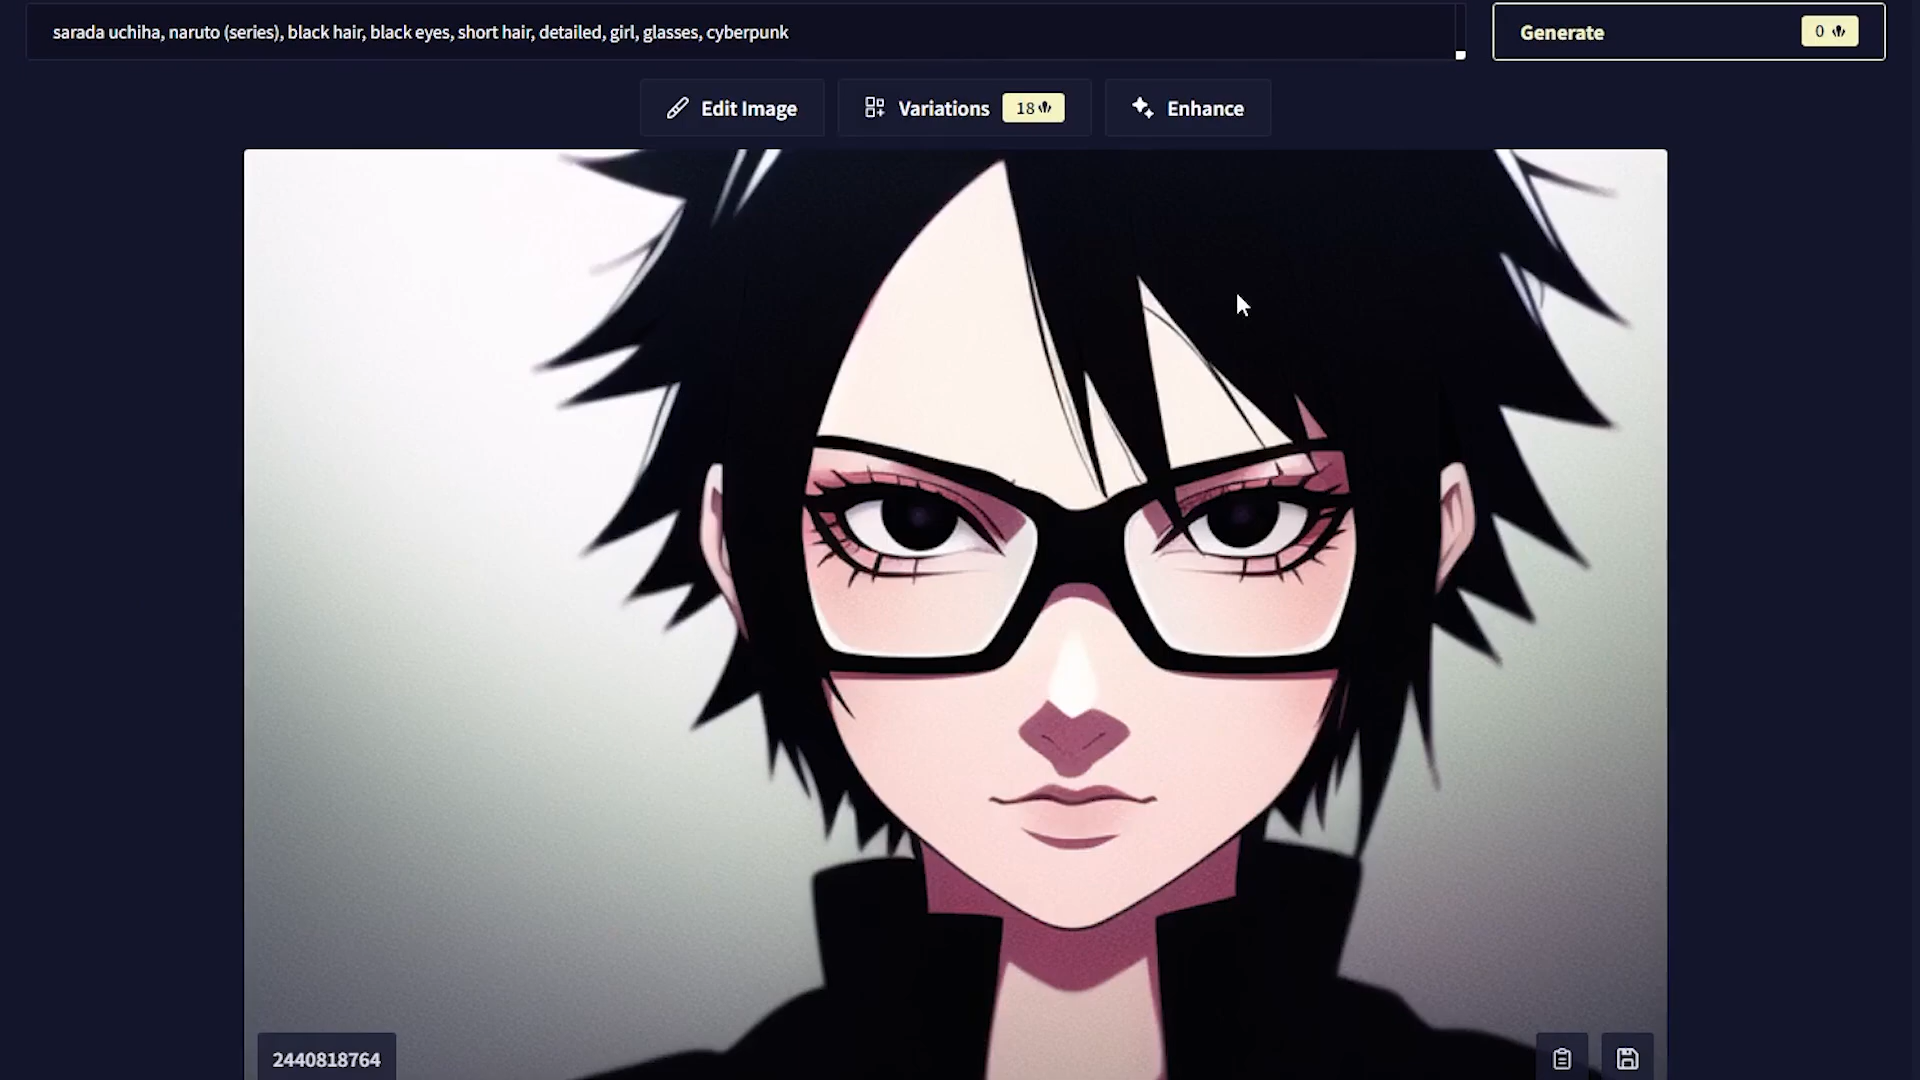 sarada uchiha, naruto (series), black hair, black eyes, short hair, detailed, girl, glasses, cyberpunk
Generate 0
Edit Image
Variations 18
Enhance
2440818764